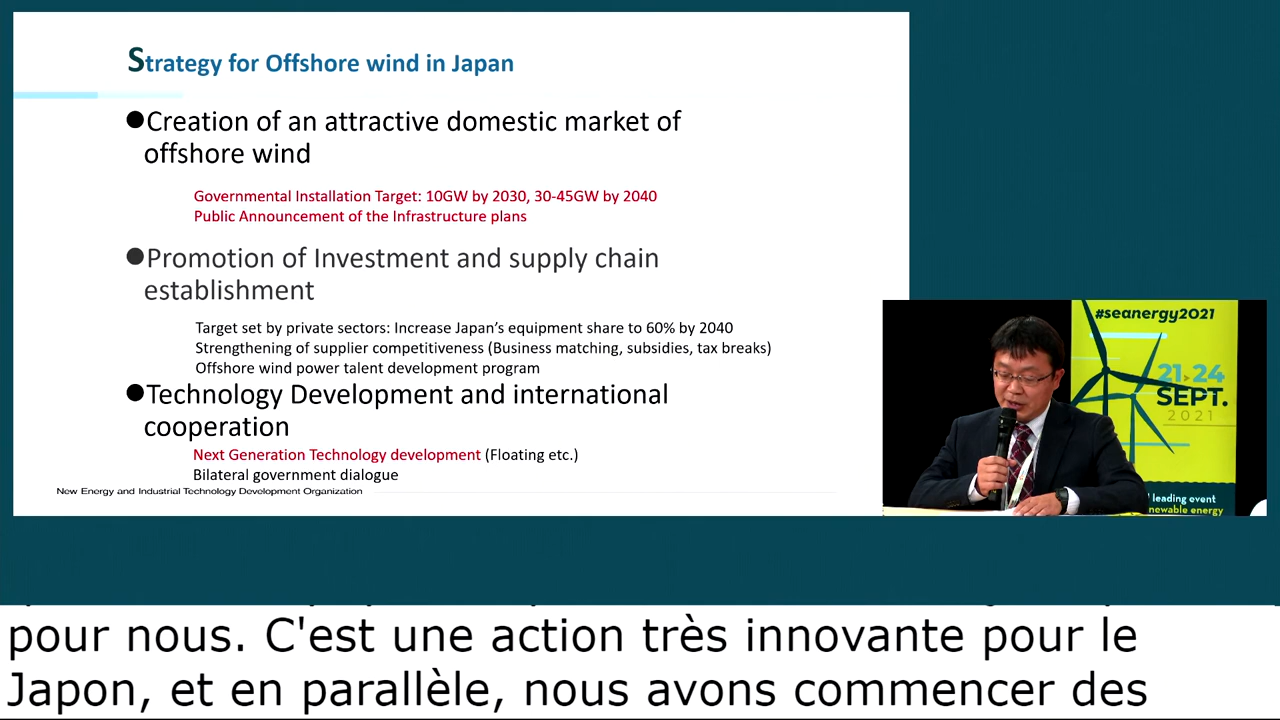 Strategy for Offshore wind in Japan
●Creation of an attractive domestic market of
offshore wind
Governmental Installation Target: 10GW by 2030, 30-45GW by 2040
Public Announcement of the Infrastructure plans
●Promotion of Investment and supply chain
establishment
Target set by private sectors: Increase Japan's equipment share to 60% by 2040
Strengthening of supplier competitiveness (Business matching, subsidies, tax breaks)
Offshore wind power talent development program
●Technology Development and international
cooperation
Next Generation Technology development (Floating etc.)
Bilateral government dialogue
New Energy and Industrial Technology Development Organization
#seanergy2021
21>24
SEPT.
2021
leading event
newable energy
pour nous. C'est une action très innovante pour le
Japon, et en parallèle, nous avons commencer des